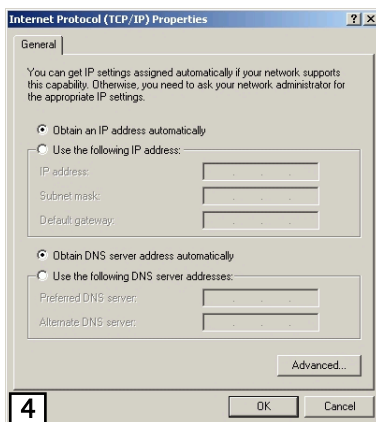 Internet Protocol (TCP/IP) Properties
General
You can get IP settings assigned automatically if your network supports
this capability. Otherwise, you need to ask your network administrator for
the appropriate IP settings.
Obtain an IP address automatically
Use the following IP address:
IP address:
Subnet mask:
Default gateway:
Obtain DNS server address automatically
Use the following DNS server addresses:
Preferred DNS server:
Alternate DNS server:
Advanced...
4
OK Cancel